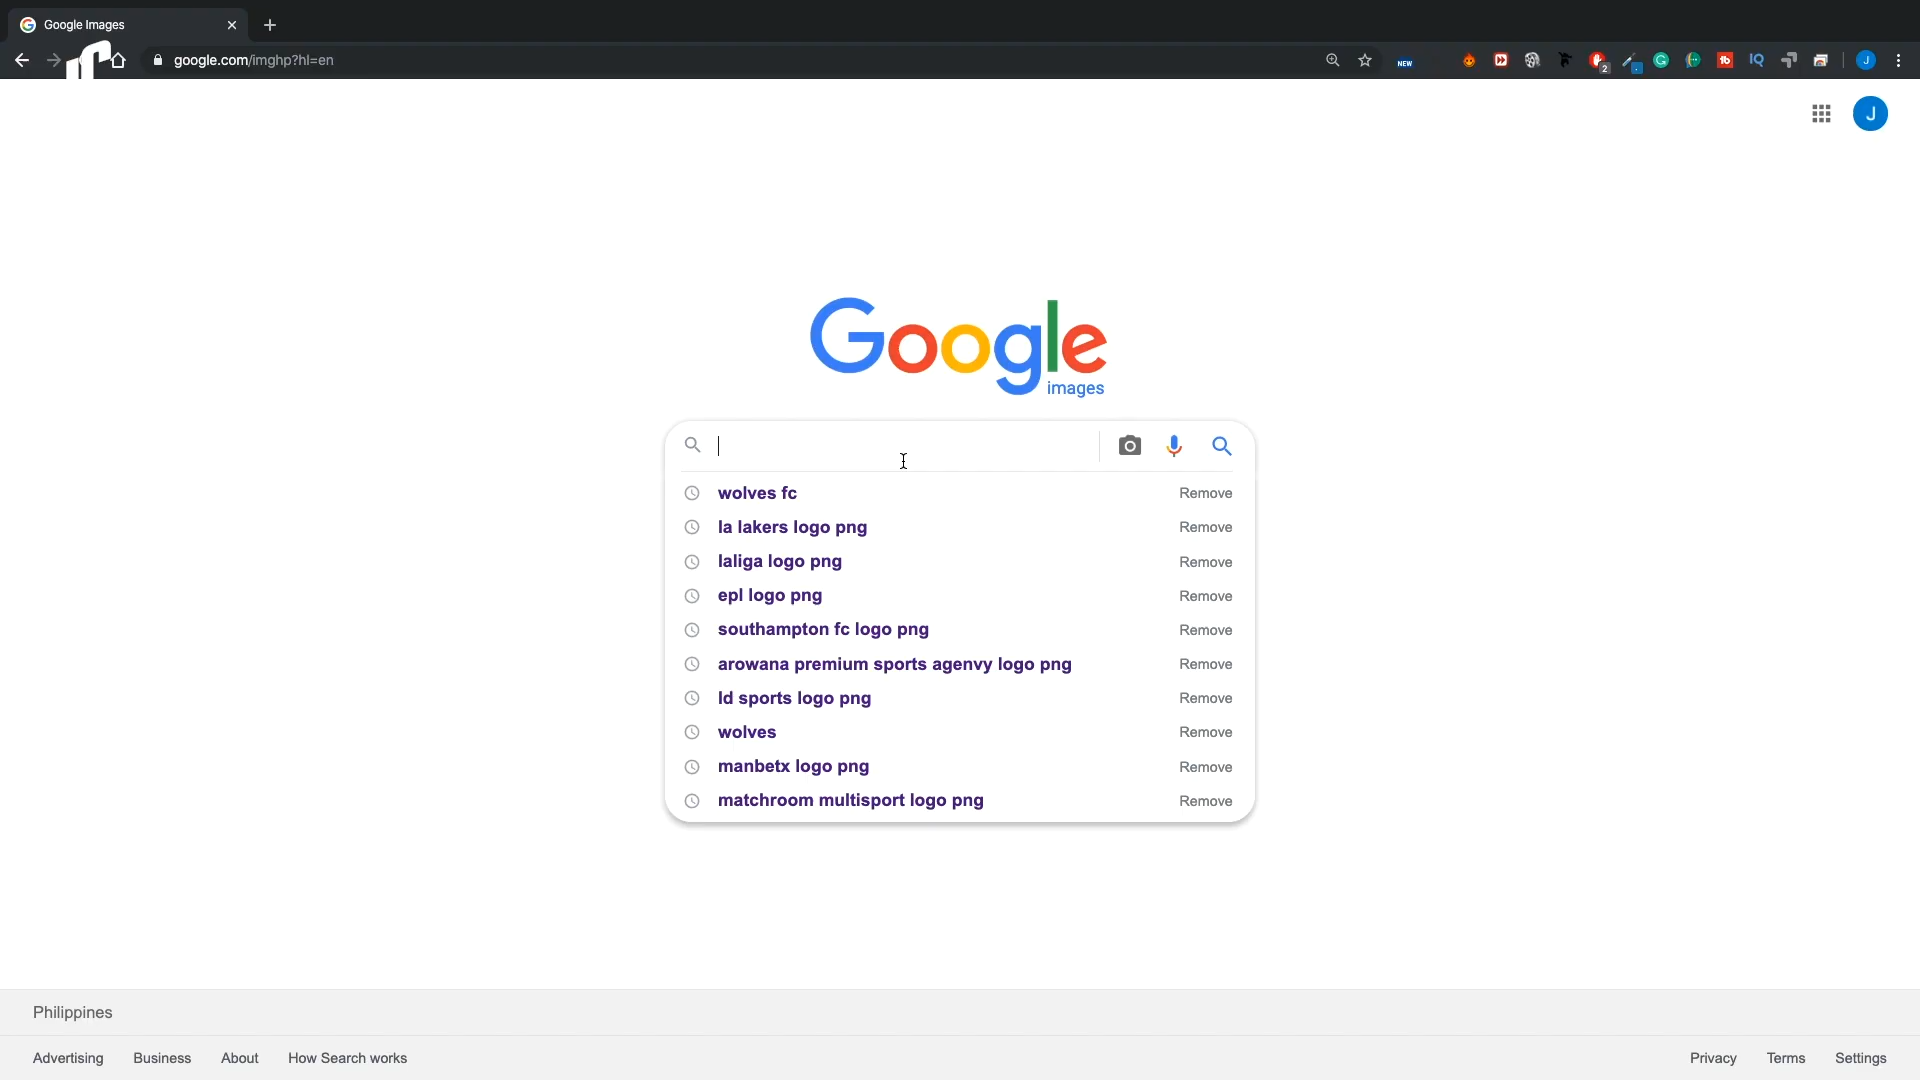 Google Images
google.com/imghp?hl=en
NEW
2
IQ
J
J
Google
images
wolves fc Remove
la lakers logo png Remove
laliga logo png Remove
epl logo png Remove
southampton fc logo png Remove
arowana premium sports agenvy logo png Remove
ld sports logo png Remove
wolves Remove
manbetx logo png Remove
matchroom multisport logo png Remove
Philippines
Advertising Business About How Search works Privacy Terms Settings